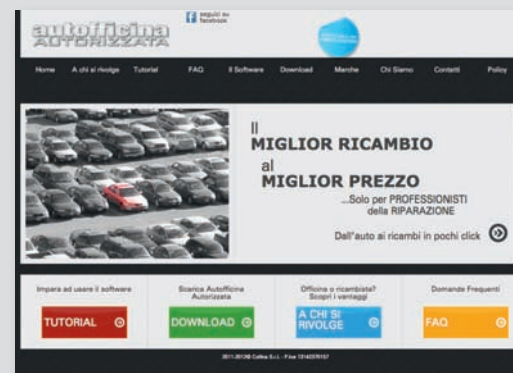 autofficina
AUTORIZZATA
seguici su
facebook
Home A chi si rivolge Tutorial FAQ Il Software Download Marche Chi Siamo Contatti Policy
Il
MIGLIOR RICAMBIO
al
MIGLIOR PREZZO
...Solo per PROFESSIONISTI
della RIPARAZIONE
Dall'auto ai ricambi in pochi click
Impara ad usare il software
TUTORIAL
Scarica Autofficina
Autorizzata
DOWNLOAD
Officina o ricambista?
Scopri i vantaggi
A CHI SI
RIVOLGE
Domande Frequenti
FAQ